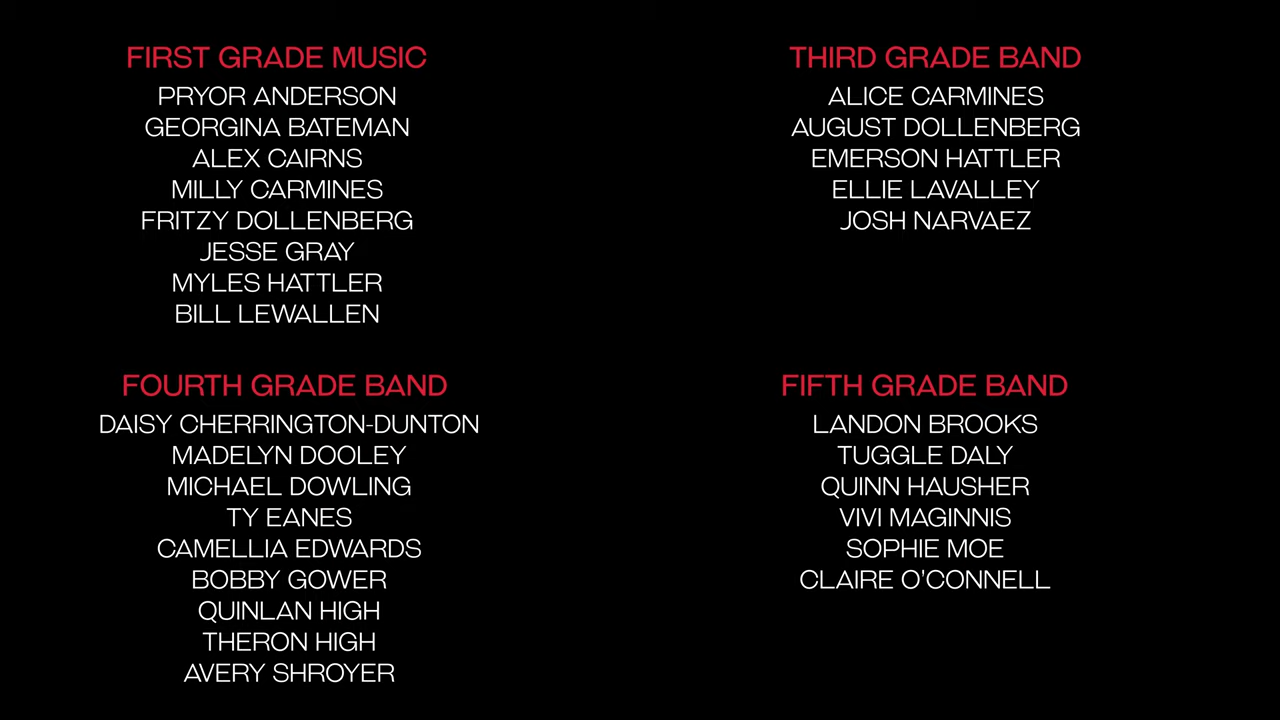 FIRST GRADE MUSIC
PRYOR ANDERSON
GEORGINA BATEMAN
ALEX CAIRNS
MILLY CARMINES
FRITZY DOLLENBERG
JESSE GRAY
MYLES HATTLER
BILL LEWALLEN
THIRD GRADE BAND
ALICE CARMINES
AUGUST DOLLENBERG
EMERSON HATTLER
ELLIE LAVALLEY
JOSH NARVAEZ
FOURTH GRADE BAND
DAISY CHERRINGTON-DUNTON
MADELYN DOOLEY
MICHAEL DOWLING
TY EANES
CAMELLIA EDWARDS
BOBBY GOWER
QUINLAN HIGH
THERON HIGH
AVERY SHROYER
FIFTH GRADE BAND
LANDON BROOKS
TUGGLE DALY
QUINN HAUSHER
VIVI MAGINNIS
SOPHIE MOE
CLAIRE O'CONNELL